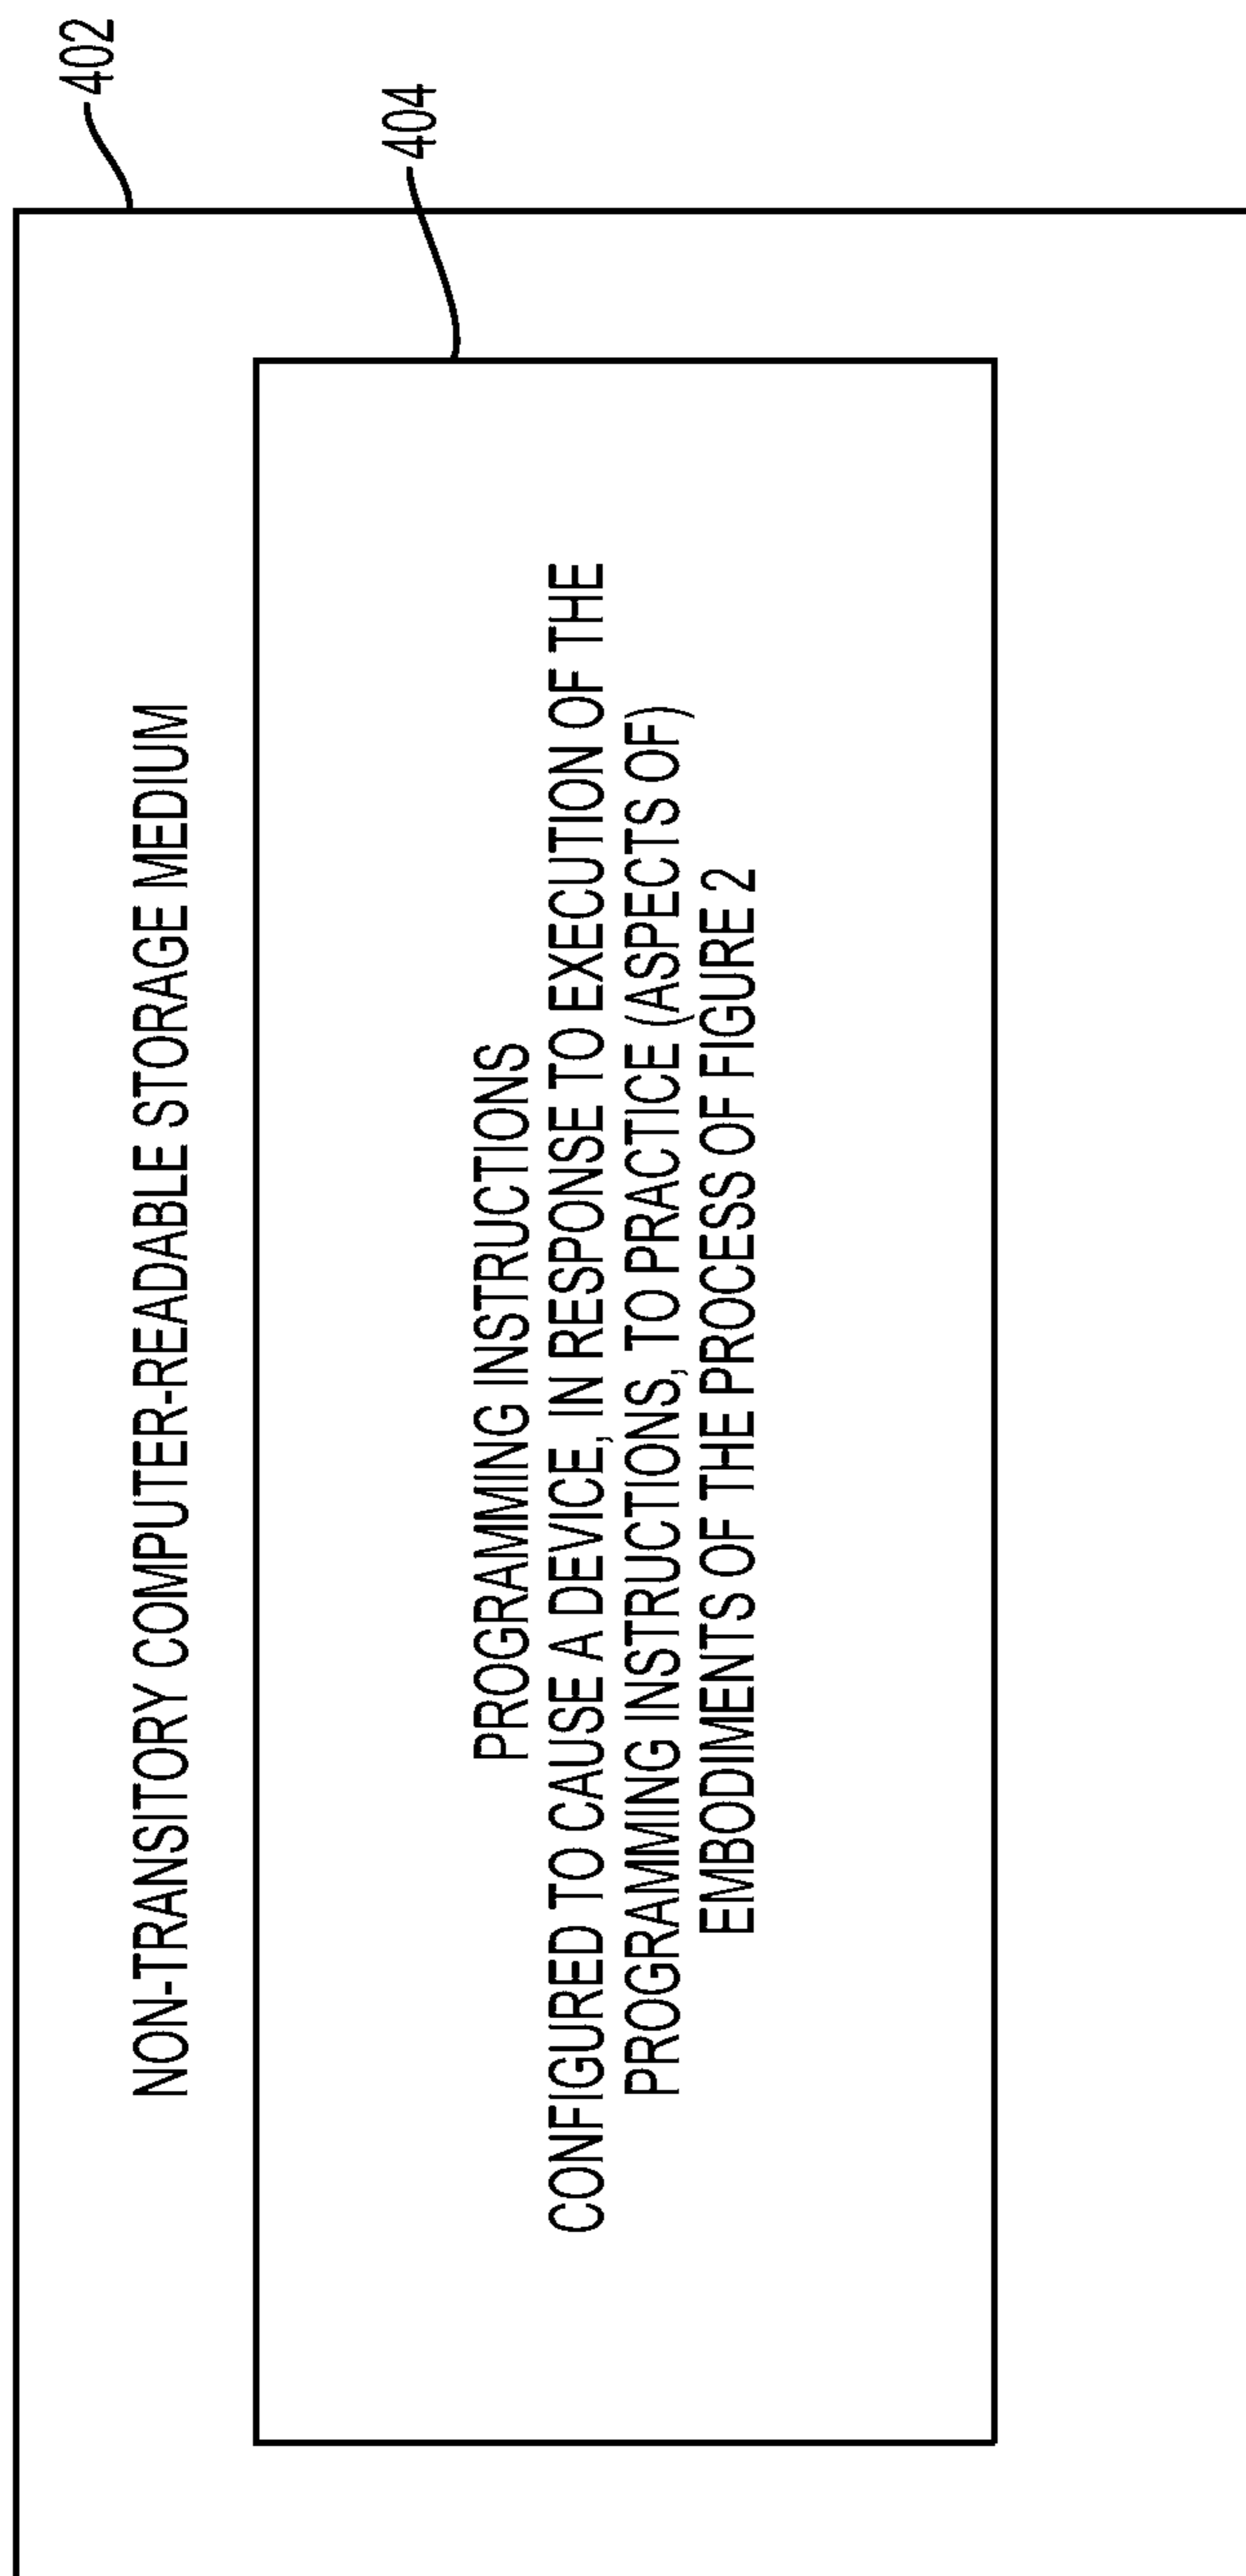 402
NON-TRANSITORY COMPUTER-READABLE STORAGE MEDIUM
404
PROGRAMMING INSTRUCTIONS
CONFIGURED TO CAUSE A DEVICE, IN RESPONSE TO EXECUTION OF THE
PROGRAMMING INSTRUCTIONS, TO PRACTICE (ASPECTS OF)
EMBODIMENTS OF THE PROCESS OF FIGURE 2